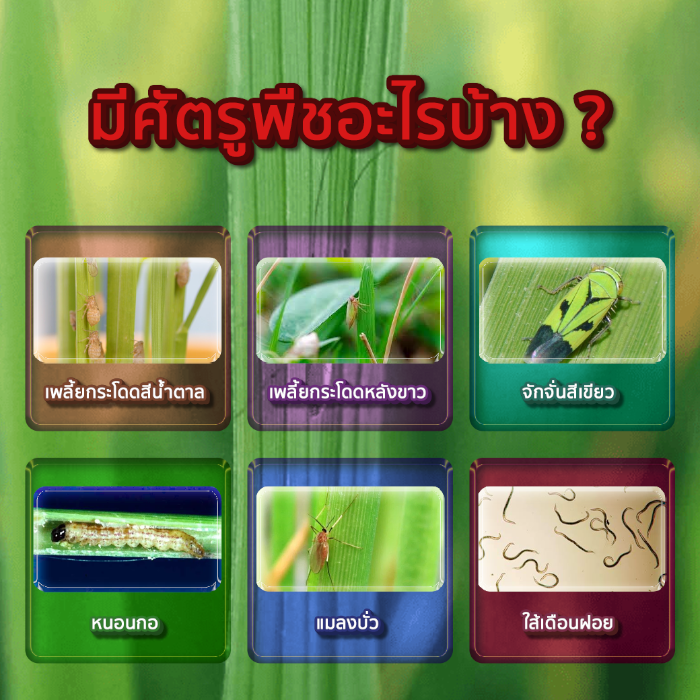 มีศัตรูพืชอะไรบ้าง ?
เพลี้ยกระโดดสีน้ำตาล
เพลี้ยกระโดดหลังขาว
จักจั่นสีเขียว
หนอนกอ
แมลงบั่ว
ใส้เดือนฝอย